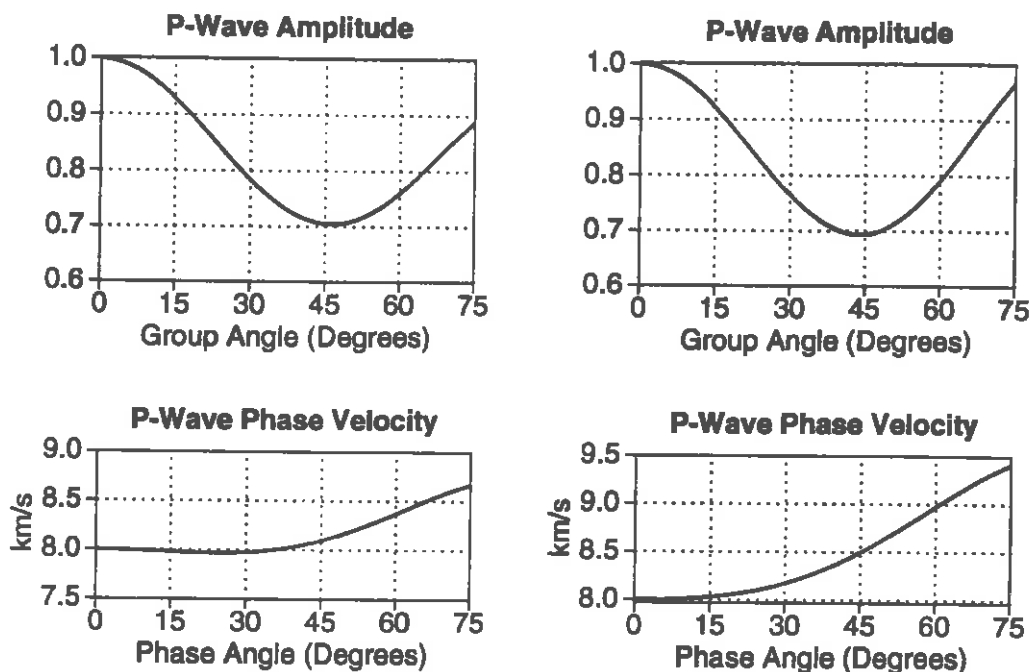 P-Wave Amplitude
1.0
0.9
0.8
0.7
0.6
0 15 30 45 60 75
Group Angle (Degrees)
P-Wave Amplitude
1.0
0.9
0.8
0.7
0.6
0 15 30 45 60 75
Group Angle (Degrees)
P-Wave Phase Velocity
km/s
9.0
8.5
8.0
7.5
0 15 30 45 60 75
Phase Angle (Degrees)
P-Wave Phase Velocity
km/s
9.5
9.0
8.5
8.0
0 15 30 45 60 75
Phase Angle (Degrees)